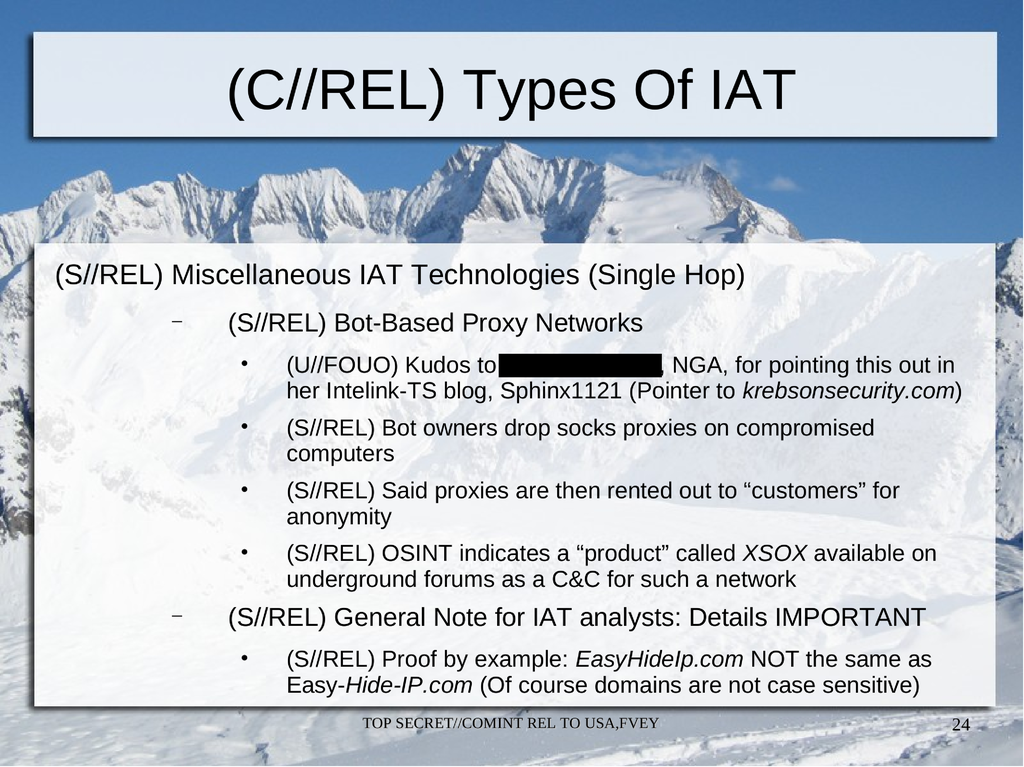 (C//REL) Types Of IAT
(S//REL) Miscellaneous IAT Technologies (Single Hop)
– (S//REL) Bot-Based Proxy Networks
• (U//FOUO) Kudos to , NGA, for pointing this out in
her Intelink-TS blog, Sphinx1121 (Pointer to krebsonsecurity.com)
• (S//REL) Bot owners drop socks proxies on compromised
computers
• (S//REL) Said proxies are then rented out to “customers” for
anonymity
• (S//REL) OSINT indicates a “product” called XSOX available on
underground forums as a C&C for such a network
– (S//REL) General Note for IAT analysts: Details IMPORTANT
• (S//REL) Proof by example: EasyHideIp.com NOT the same as
Easy-Hide-IP.com (Of course domains are not case sensitive)
TOP SECRET//COMINT REL TO USA,FVEY
24